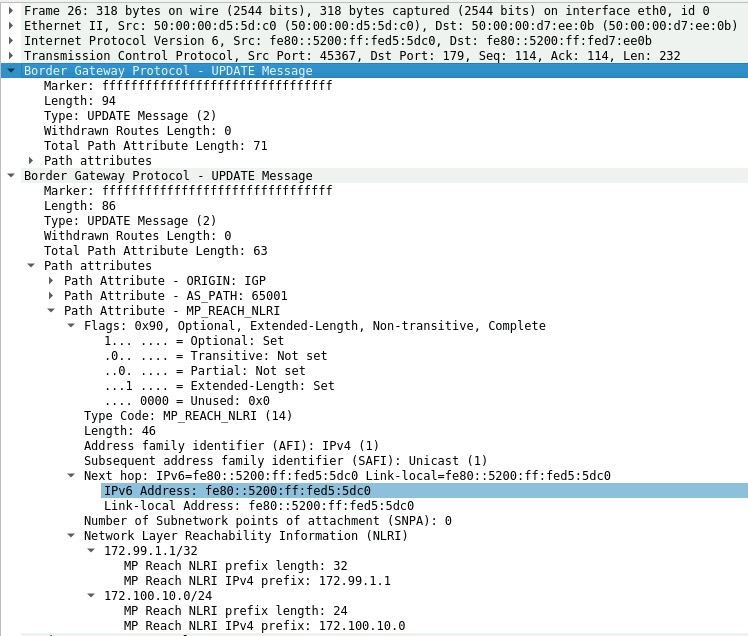 Frame 26: 318 bytes on wire (2544 bits), 318 bytes captured (2544 bits) on interface eth0, id 0
Ethernet II, Src: 50:00:00:d5:5d:c0 (50:00:00:d5:5d:c0), Dst: 50:00:00:d7:ee:0b (50:00:00:d7:ee:0b)
Internet Protocol Version 6, Src: fe80::5200:ff:fed5:5dc0, Dst: fe80::5200:ff:fed7:ee0b
Transmission Control Protocol, Src Port: 45367, Dst Port: 179, Seq: 114, Ack: 114, Len: 232
Border Gateway Protocol - UPDATE Message
Marker: ffffffffffffffffffffffffffffffff
Length: 94
Type: UPDATE Message (2)
Withdrawn Routes Length: 0
Total Path Attribute Length: 71
Path attributes
Border Gateway Protocol - UPDATE Message
Marker: ffffffffffffffffffffffffffffffff
Length: 86
Type: UPDATE Message (2)
Withdrawn Routes Length: 0
Total Path Attribute Length: 63
Path attributes
Path Attribute - ORIGIN: IGP
Path Attribute - AS_PATH: 65001
Path Attribute - MP_REACH_NLRI
Flags: 0x90, Optional, Extended-Length, Non-transitive, Complete
1... .... = Optional: Set
.0.. .... = Transitive: Not set
..0. .... = Partial: Not set
...1 .... = Extended-Length: Set
.... 0000 = Unused: 0x0
Type Code: MP_REACH_NLRI (14)
Length: 46
Address family identifier (AFI): IPv4 (1)
Subsequent address family identifier (SAFI): Unicast (1)
Next hop: IPv6=fe80::5200:ff:fed5:5dc0 Link-local=fe80::5200:ff:fed5:5dc0
IPv6 Address: fe80::5200:ff:fed5:5dc0
Link-local Address: fe80::5200:ff:fed5:5dc0
Number of Subnetwork points of attachment (SNPA): 0
Network Layer Reachability Information (NLRI)
172.99.1.1/32
MP Reach NLRI prefix length: 32
MP Reach NLRI IPv4 prefix: 172.99.1.1
172.100.10.0/24
MP Reach NLRI prefix length: 24
MP Reach NLRI IPv4 prefix: 172.100.10.0